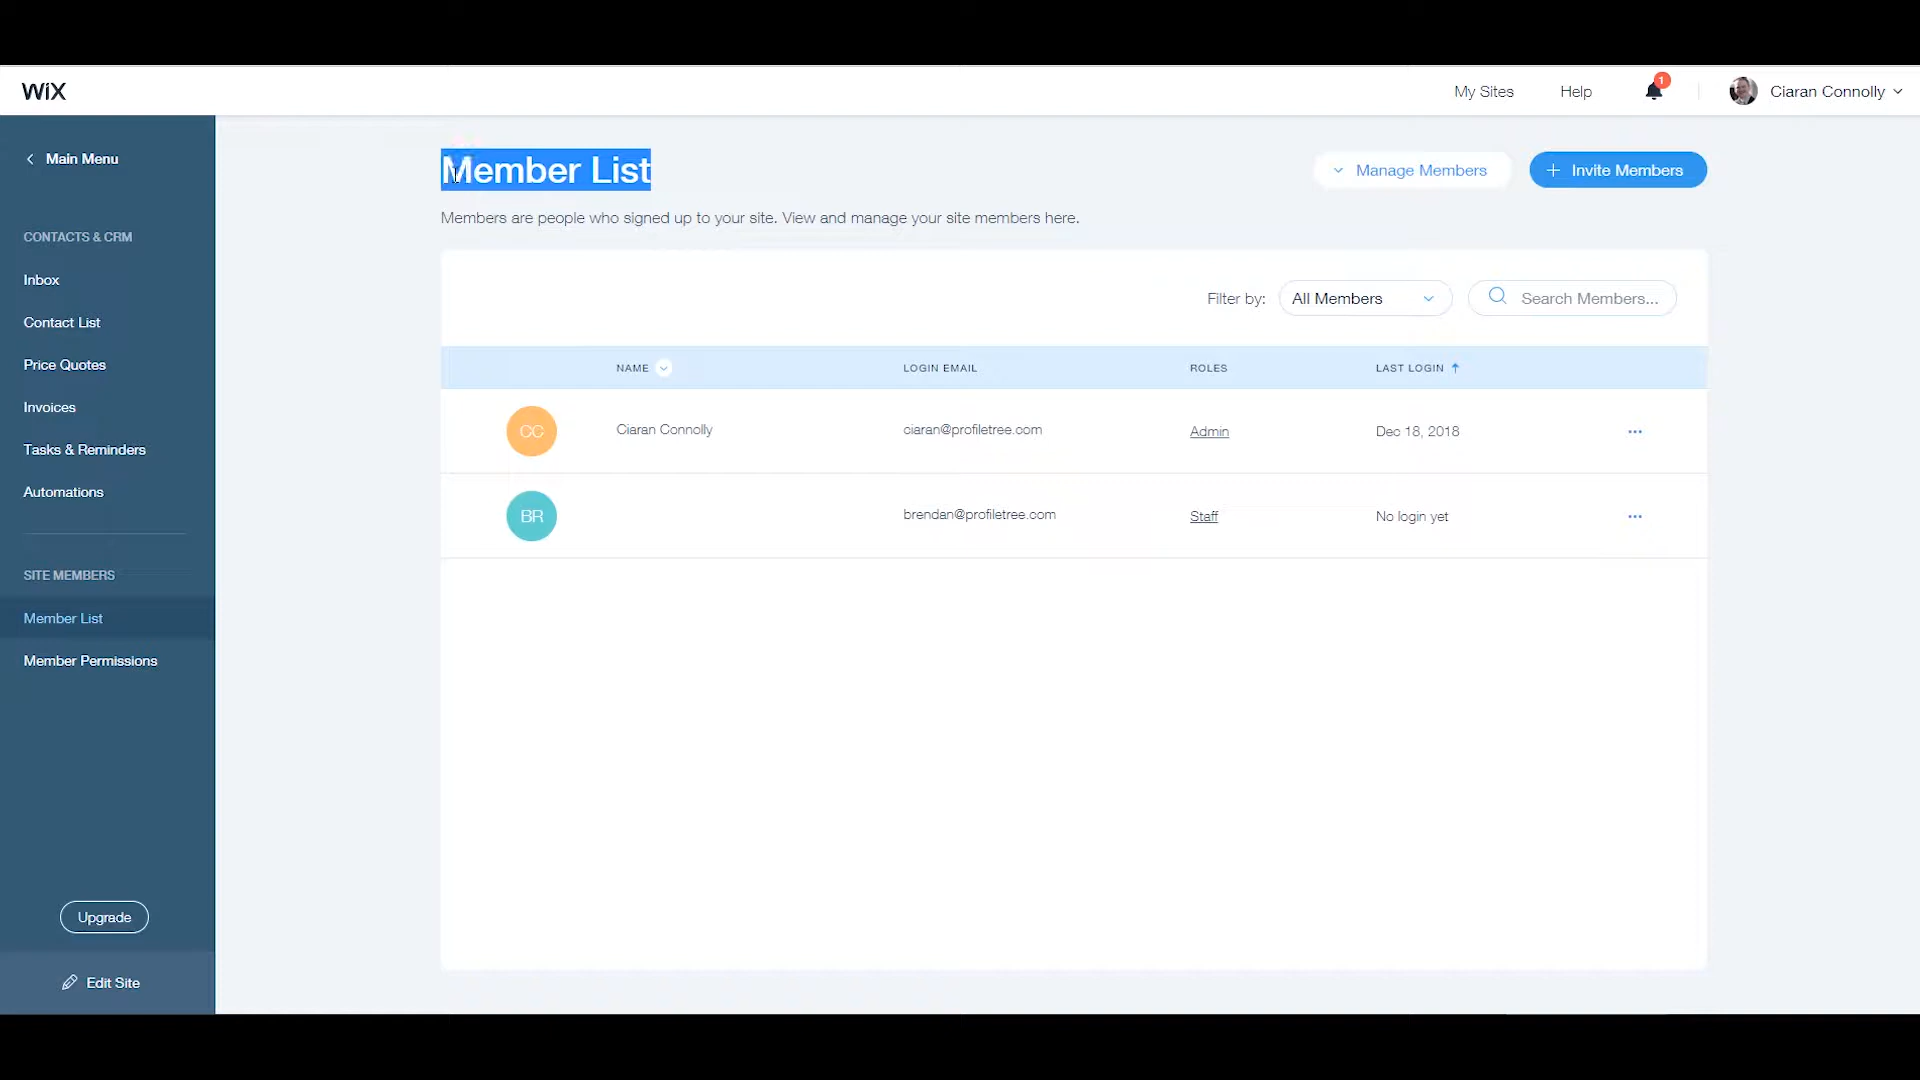 WiX
My Sites
Help
1
Ciaran Connolly
Main Menu
CONTACTS & CRM
Inbox
Contact List
Price Quotes
Invoices
Tasks & Reminders
Automations
SITE MEMBERS
Member List
Member Permissions
Upgrade
Edit Site
Member List
Manage Members
Invite Members
Members are people who signed up to your site. View and manage your site members here.
Filter by: All Members
Search Members...
NAME LOGIN EMAIL ROLES LAST LOGIN
CC Ciaran Connolly ciaran@profiletree.com Admin Dec 18, 2018
BR brendan@profiletree.com Staff No login yet